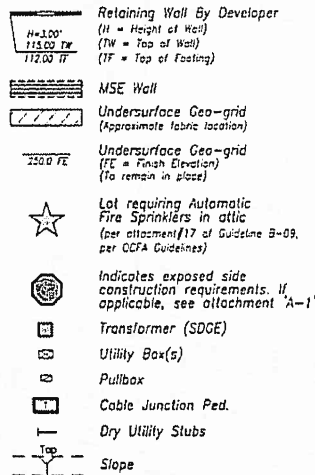 Retaining Wall By Developer
(H = Height of Wall)
(TW = Top of Wall)
(TF = Top of Footing)
H=3.00'
115.00 TW
112.00 TF
MSE Wall
Undersurface Geo-grid
(Approximate fabric location)
250.0 FE
Undersurface Geo-grid
(FE = Finish Elevation)
(To remain in place)
Lot requiring Automatic
Fire Sprinklers in attic
(per attachment#17 of Guideline B-09,
per OCFA Guidelines)
Indicates exposed side
construction requirements. If
applicable, see attachment 'A-1'
Transformer (SDGE)
Utility Box(s)
Pullbox
T
Cable Junction Ped.
Dry Utility Stubs
Top
Slope